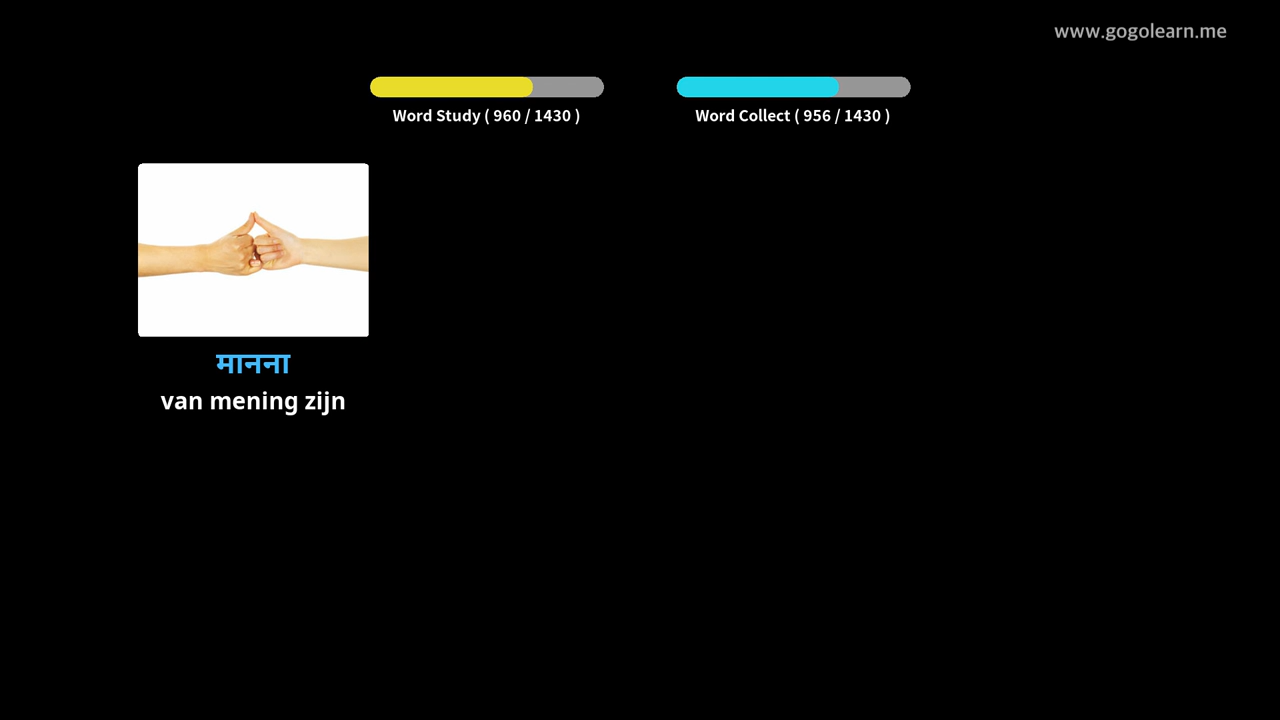 www.gogolearn.me
Word Study ( 960 / 1430 )
Word Collect ( 956 / 1430 )
मानना
van mening zijn